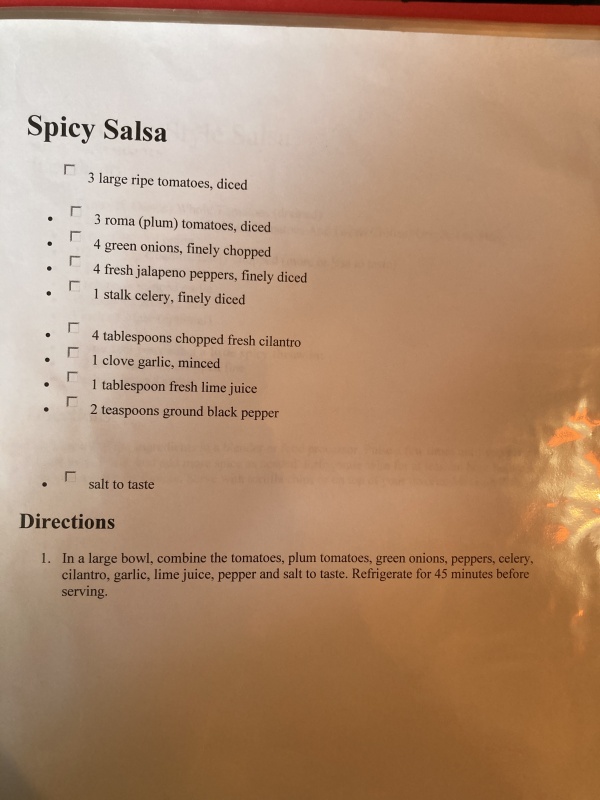 Spicy Salsa
3 large ripe tomatoes, diced
• 3 roma (plum) tomatoes, diced
• 4 green onions, finely chopped
• 4 fresh jalapeno peppers, finely diced
• 1 stalk celery, finely diced
• 4 tablespoons chopped fresh cilantro
• 1 clove garlic, minced
• 1 tablespoon fresh lime juice
• 2 teaspoons ground black pepper
• salt to taste
Directions
1. In a large bowl, combine the tomatoes, plum tomatoes, green onions, peppers, celery,
cilantro, garlic, lime juice, pepper and salt to taste. Refrigerate for 45 minutes before
serving.